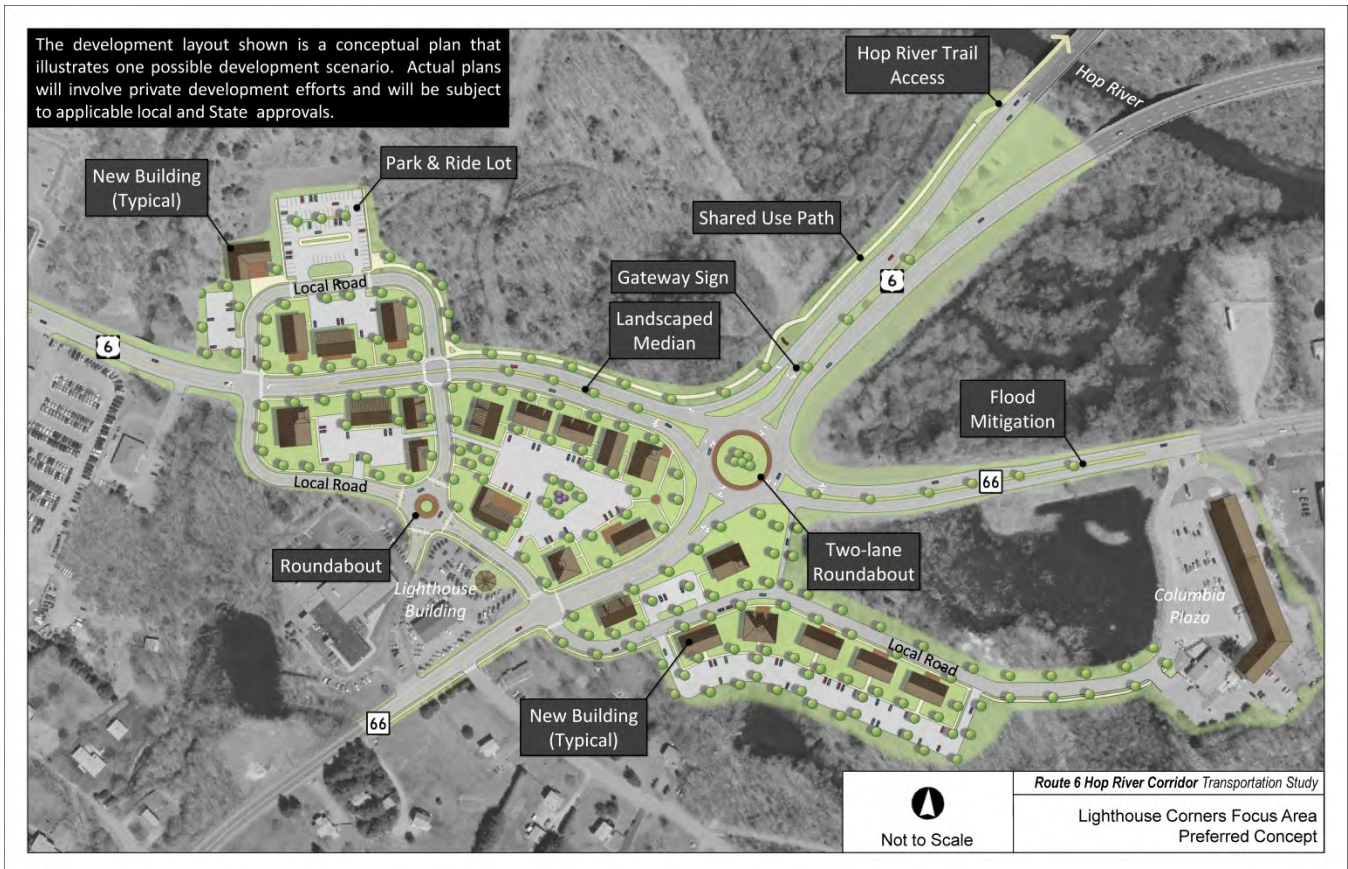 The development layout shown is a conceptual plan that
illustrates one possible development scenario. Actual plans
will involve private development efforts and will be subject
to applicable local and State approvals.
Hop River Trail
Access
Hop River
Park & Ride Lot
New Building
(Typical)
Shared Use Path
Gateway Sign
Local Road
6
Landscaped
Median
6
Flood
Mitigation
Local Road
66
Roundabout
Two-lane
Roundabout
Lighthouse
Building
Columbia
Plaza
Local Road
New Building
(Typical)
66
Not to Scale
Route 6 Hop River Corridor Transportation Study
Lighthouse Corners Focus Area
Preferred Concept